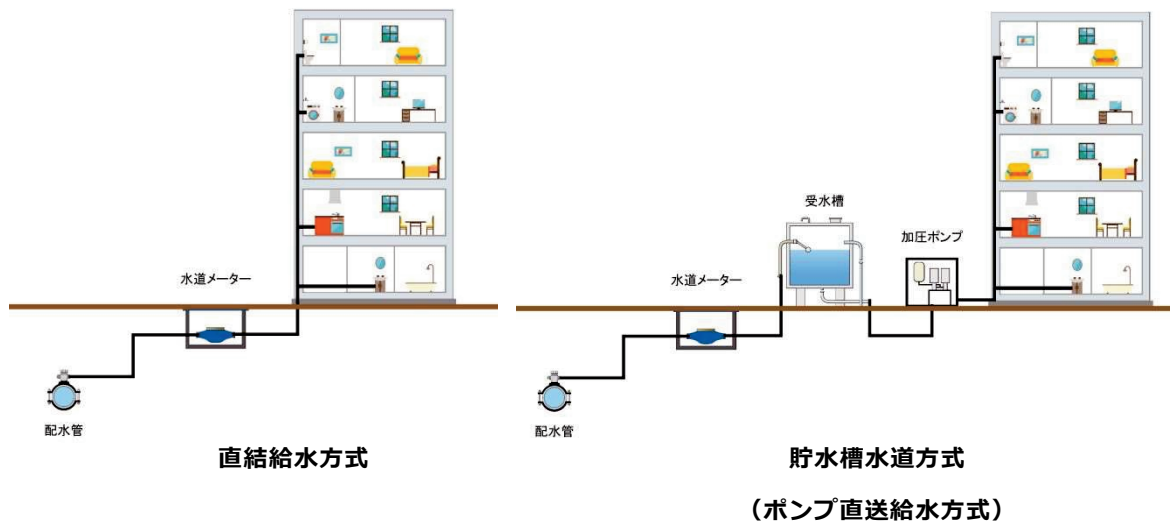 水道メーター
配水管
直結給水方式
受水槽
加圧ポンプ
水道メーター
配水管
貯水槽水道方式
（ポンプ直送給水方式）